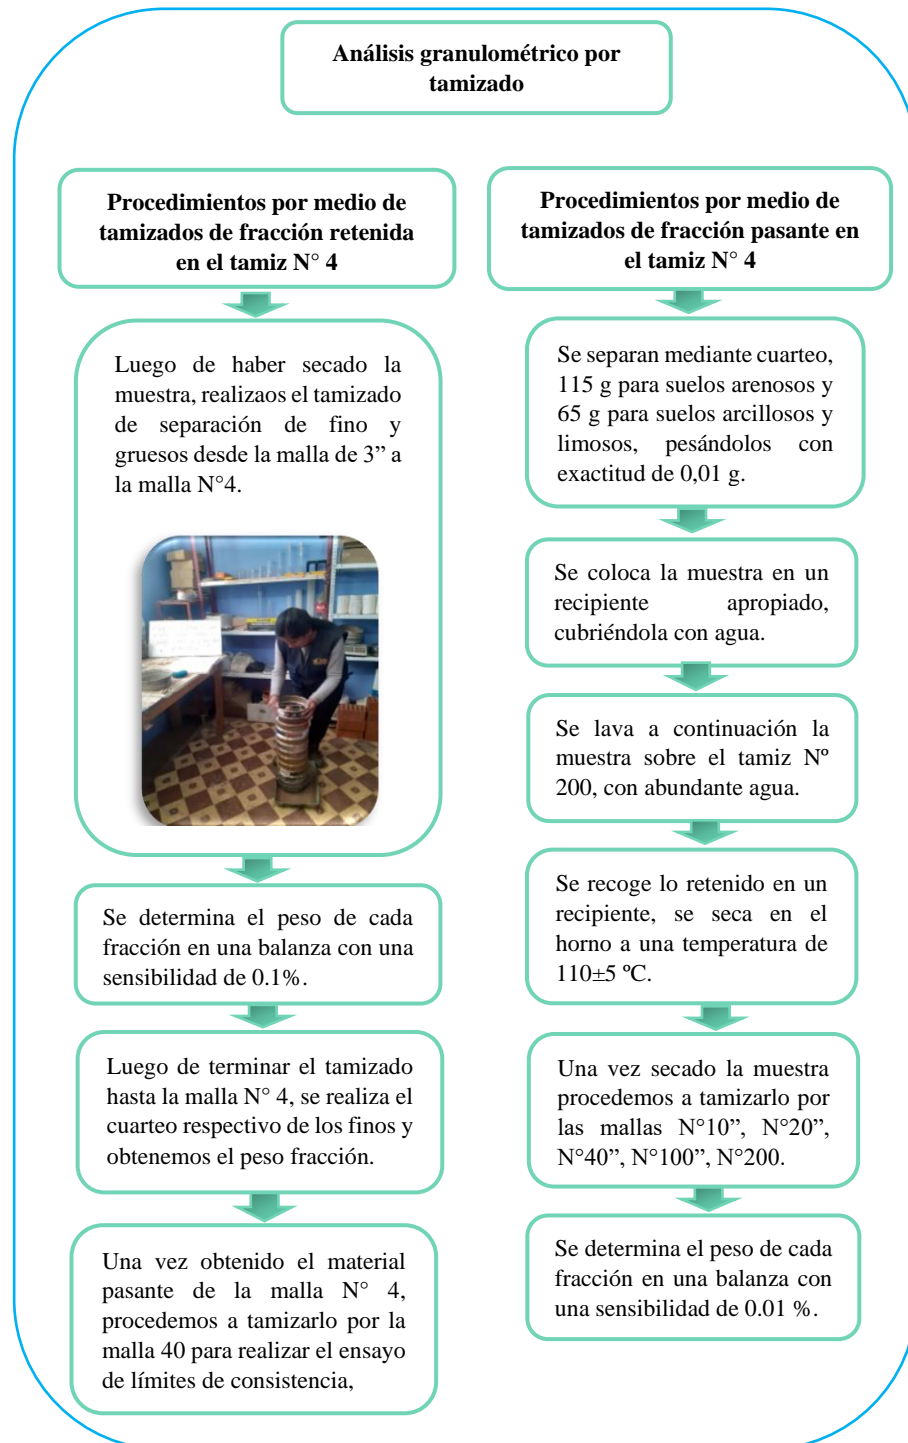 Análisis granulométrico por
tamizado
Procedimientos por medio de
tamizados de fracción retenida
en el tamiz N° 4
Luego de haber secado la
muestra, realizaos el tamizado
de separación de fino y
gruesos desde la malla de 3” a
la malla N°4.
Se determina el peso de cada
fracción en una balanza con una
sensibilidad de 0.1%.
Luego de terminar el tamizado
hasta la malla N° 4, se realiza el
cuarteo respectivo de los finos y
obtenemos el peso fracción.
Una vez obtenido el material
pasante de la malla N° 4,
procedemos a tamizarlo por la
malla 40 para realizar el ensayo
de límites de consistencia,
Procedimientos por medio de
tamizados de fracción pasante en
el tamiz N° 4
Se separan mediante cuarteo,
115 g para suelos arenosos y
65 g para suelos arcillosos y
limosos, pesándolos con
exactitud de 0,01 g.
Se coloca la muestra en un
recipiente apropiado,
cubriéndola con agua.
Se lava a continuación la
muestra sobre el tamiz Nº
200, con abundante agua.
Se recoge lo retenido en un
recipiente, se seca en el
horno a una temperatura de
110±5 ºC.
Una vez secado la muestra
procedemos a tamizarlo por
las mallas N°10”, N°20”,
N°40”, N°100”, N°200.
Se determina el peso de cada
fracción en una balanza con
una sensibilidad de 0.01 %.